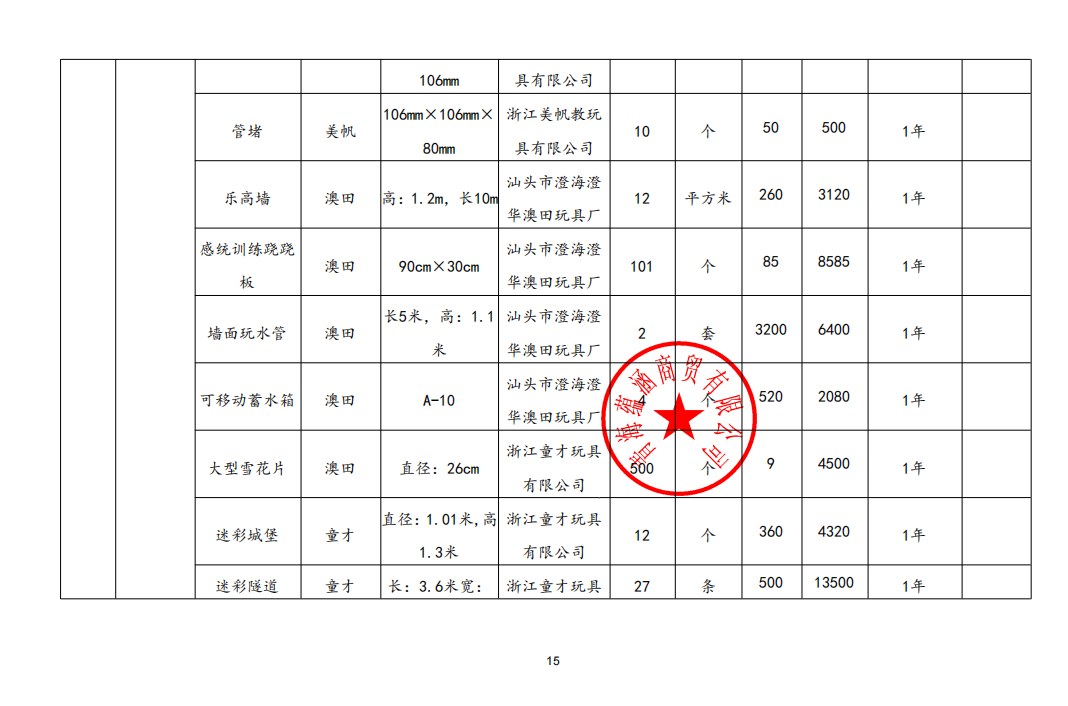 106mm 具有限公司
106mm×106mm× 浙江美帆教玩
管堵 美帆 10 个 50 500 1年
80mm 具有限公司
汕头市澄海澄
乐高墙 澳田 高：1.2m，长10m 12 平方米 260 3120 1年
华澳田玩具厂
感统训练跷跷 汕头市澄海澄
澳田 90cm×30cm 101 个 85 8585 1年
板 华澳田玩具厂
长5米，高：1.1 汕头市澄海澄
墙面玩水管 澳田 2 套 3200 6400 1年
米 华澳田玩具厂
汕头市澄海澄
可移动蓄水箱 澳田 A-10 4 个 520 2080 1年
华澳田玩具厂
浙江童才玩具
大型雪花片 澳田 直径：26cm 500 个 9 4500 1年
有限公司
直径：1.01米,高 浙江童才玩具
迷彩城堡 童才 12 个 360 4320 1年
1.3米 有限公司
迷彩隧道 童才 长：3.6米宽： 浙江童才玩具 27 条 500 13500 1年
青海蕴涵商贸有限公司
15